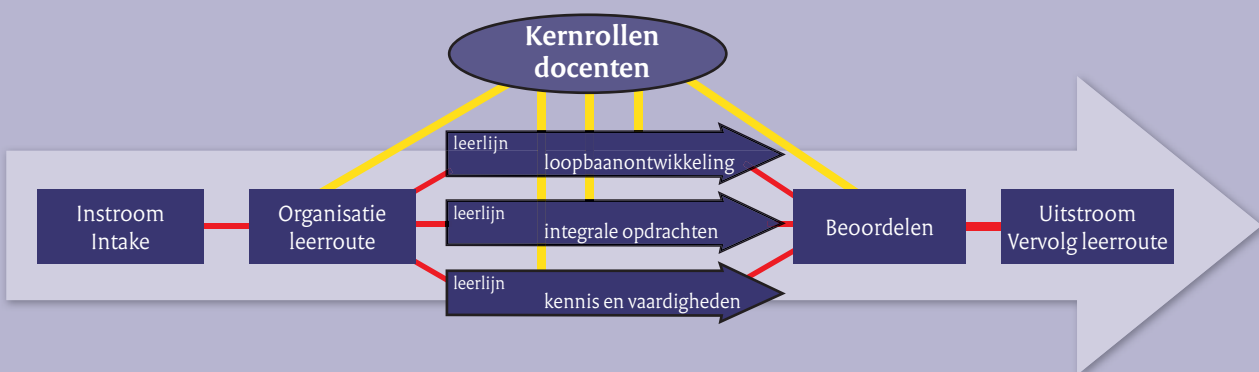 Kernrollen
docenten
Instroom
Intake
Organisatie
leerroute
leerlijn
loopbaanontwikkeling
leerlijn
integrale opdrachten
leerlijn
kennis en vaardigheden
Beoordelen
Uitstroom
Vervolg leerroute